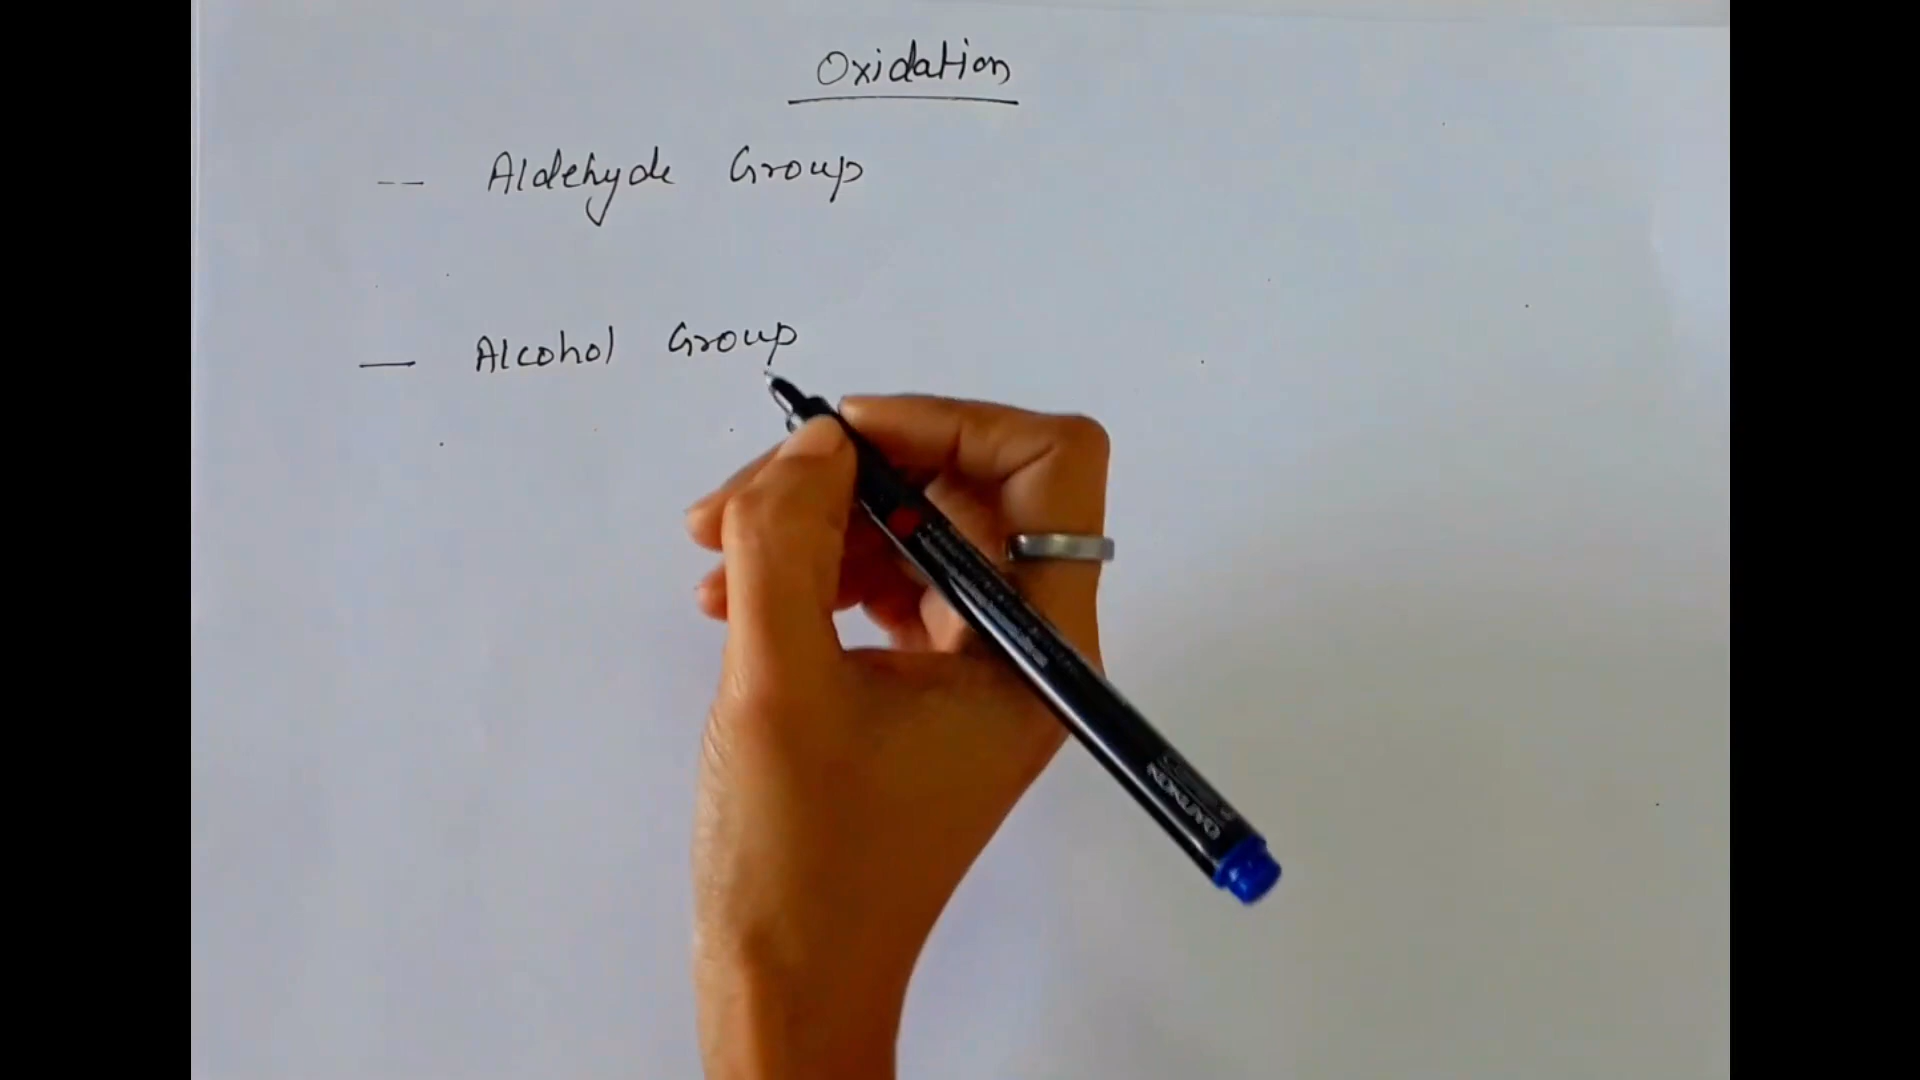 Oxidation
-- Aldehyde Group
— Alcohol Group